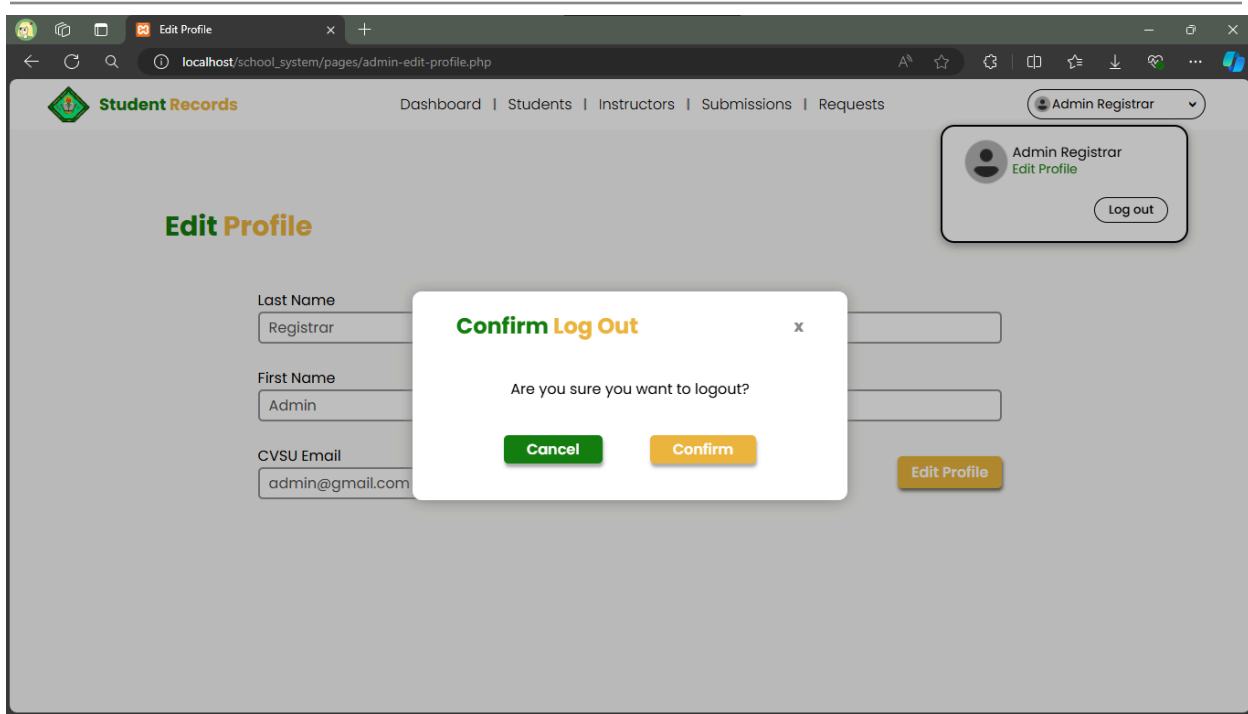 Edit Profile
localhost/school_system/pages/admin-edit-profile.php
Student Records
Dashboard | Students | Instructors | Submissions | Requests
Admin Registrar
Admin Registrar
Edit Profile
Log out
Edit Profile
Last Name
Registrar
First Name
Admin
CVSU Email
admin@gmail.com
Edit Profile
Confirm Log Out
x
Are you sure you want to logout?
Cancel
Confirm